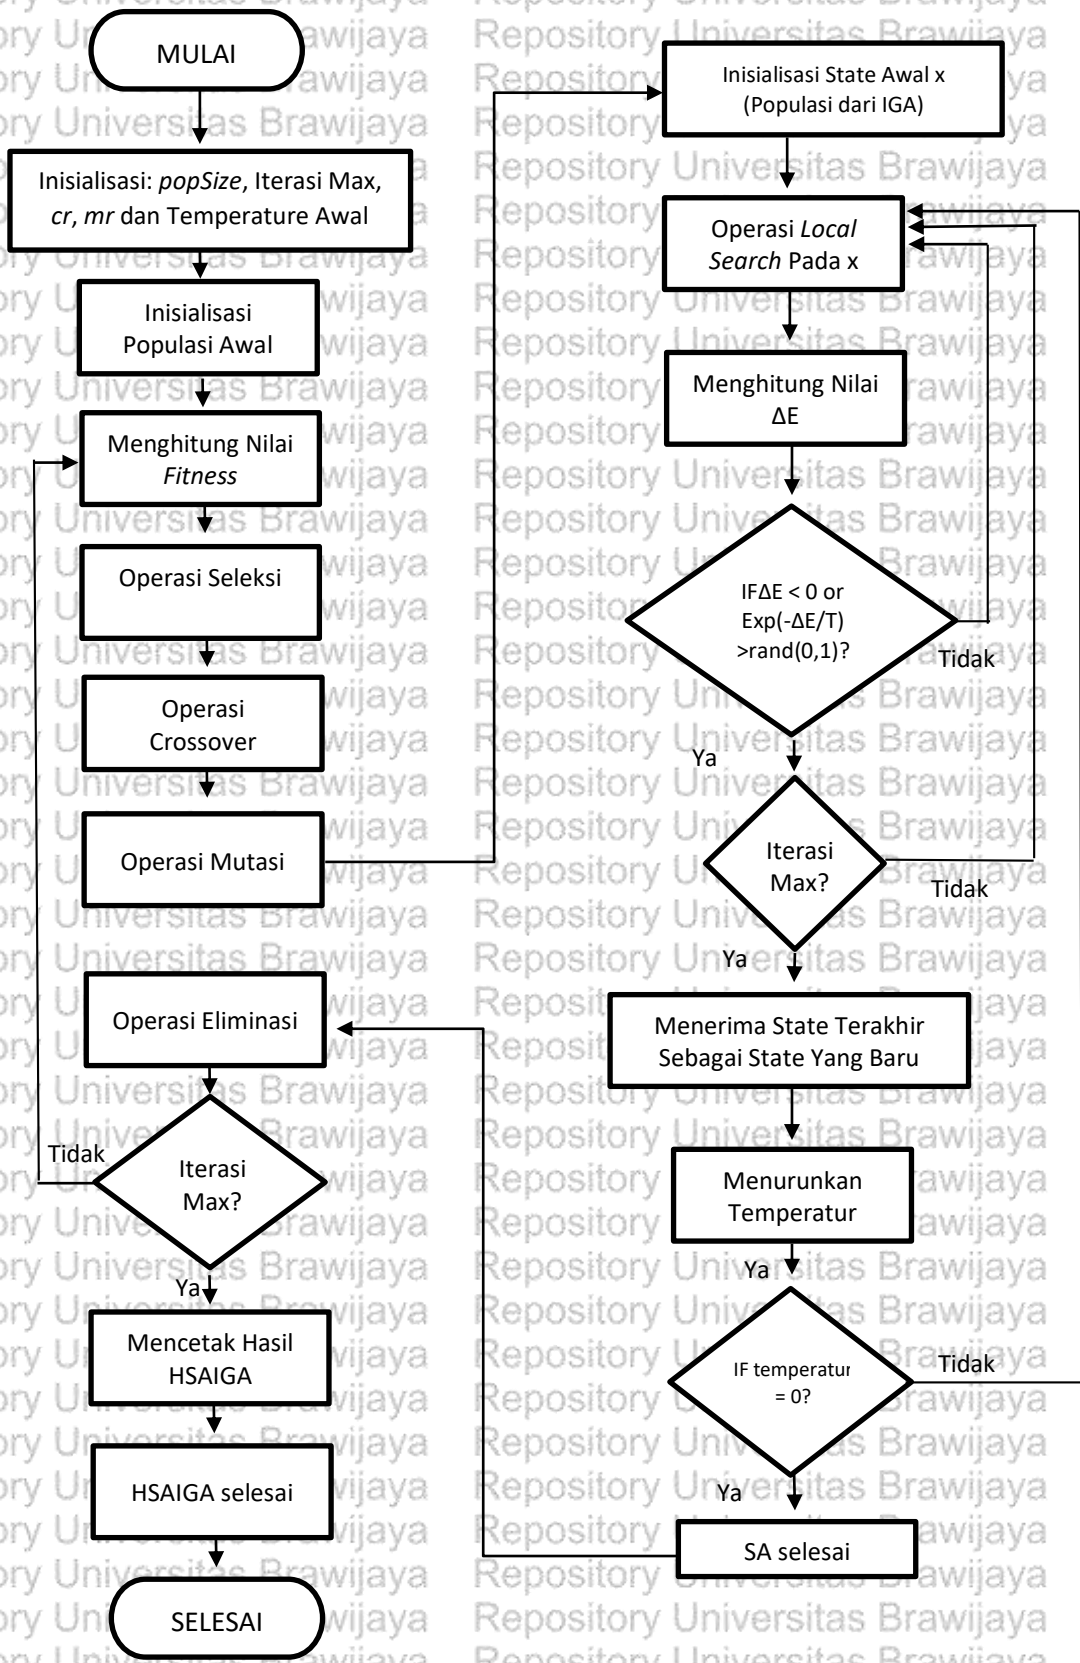 MULAI
Inisialisasi: popSize, Iterasi Max,
cr, mr dan Temperature Awal
Inisialisasi
Populasi Awal
Menghitung Nilai
Fitness
Operasi Seleksi
Operasi
Crossover
Operasi Mutasi
Operasi Eliminasi
Tidak
Iterasi
Max?
Ya
Mencetak Hasil
HSAIGA
HSAIGA selesai
SELESAI
Inisialisasi State Awal x
(Populasi dari IGA)
Operasi Local
Search Pada x
Menghitung Nilai
ΔE
IFΔE < 0 or
Exp(-ΔE/T)
>rand(0,1)?
Tidak
Ya
Iterasi
Max?
Tidak
Ya
Menerima State Terakhir
Sebagai State Yang Baru
Menurunkan
Temperatur
Ya
IF temperatur
= 0?
Tidak
Ya
SA selesai
Repository Universitas Brawijaya